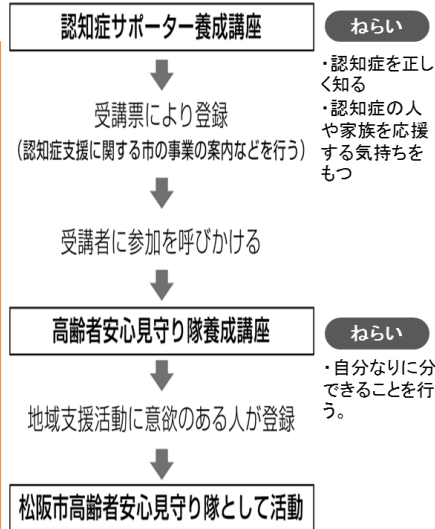 認知症サポーター養成講座
ねらい
・認知症を正し
く知る
・認知症の人
や家族を応援
する気持ちを
もつ
受講票により登録
(認知症支援に関する市の事業の案内などを行う)
受講者に参加を呼びかける
高齢者安心見守り隊養成講座
ねらい
・自分なりに分
できることを行
う。
地域支援活動に意欲のある人が登録
松阪市高齢者安心見守り隊として活動